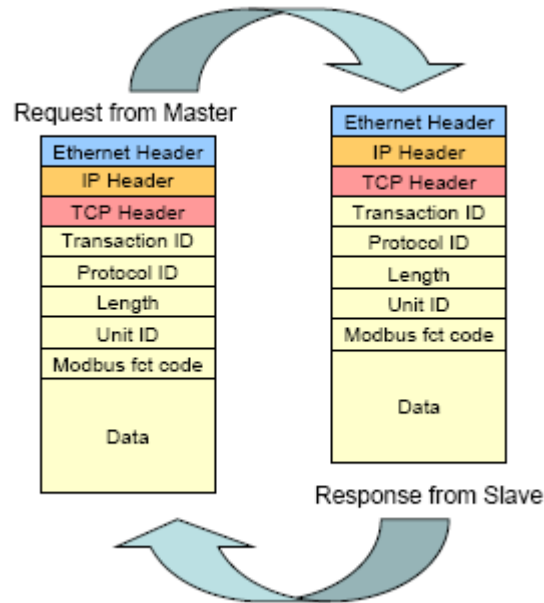 Request from Master
Ethernet Header
IP Header
TCP Header
Transaction ID
Protocol ID
Length
Unit ID
Modbus fct code
Data
Ethernet Header
IP Header
TCP Header
Transaction ID
Protocol ID
Length
Unit ID
Modbus fct code
Data
Response from Slave